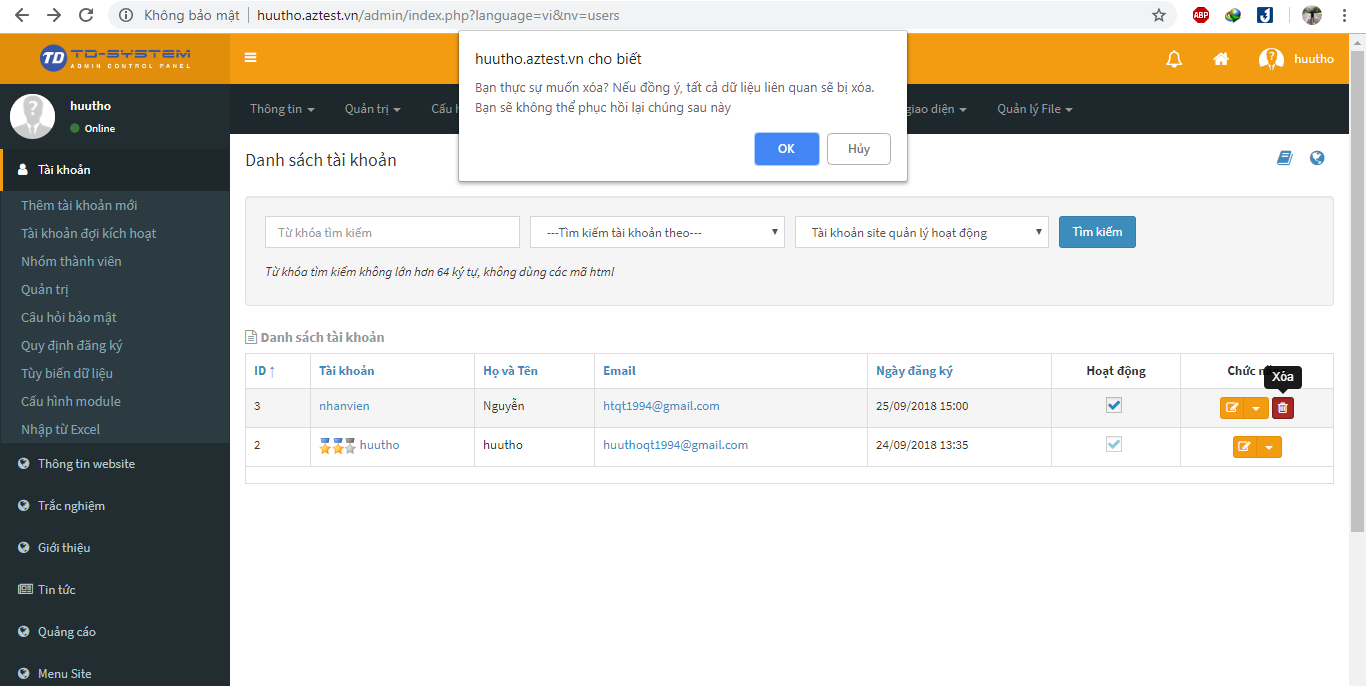 Không bảo mật
huutho.aztest.vn/admin/index.php?language=vi&nv=users
ABP
J
TD TD-SYSTEM
ADMIN CONTROL PANEL
huutho
huutho.aztest.vn cho biết
Bạn thực sự muốn xóa? Nếu đồng ý, tất cả dữ liệu liên quan sẽ bị xóa.
Bạn sẽ không thể phục hồi lại chúng sau này
OK
Hủy
huutho
Online
Thông tin
Quản trị
Cấu
giao diện
Quản lý File
Tài khoản
Thêm tài khoản mới
Tài khoản đợi kích hoạt
Nhóm thành viên
Quản trị
Câu hỏi bảo mật
Quy định đăng ký
Tùy biến dữ liệu
Cấu hình module
Nhập từ Excel
Thông tin website
Trắc nghiệm
Giới thiệu
Tin tức
Quảng cáo
Menu Site
Danh sách tài khoản
Từ khóa tìm kiếm
---Tìm kiếm tài khoản theo---
Tài khoản site quản lý hoạt động
Tìm kiếm
Từ khóa tìm kiếm không lớn hơn 64 ký tự, không dùng các mã html
Danh sách tài khoản
ID ↑ Tài khoản Họ và Tên Email Ngày đăng ký Hoạt động Chức
Xóa
3 nhanvien Nguyễn htqt1994@gmail.com 25/09/2018 15:00
2 huutho huutho huuthoqt1994@gmail.com 24/09/2018 13:35